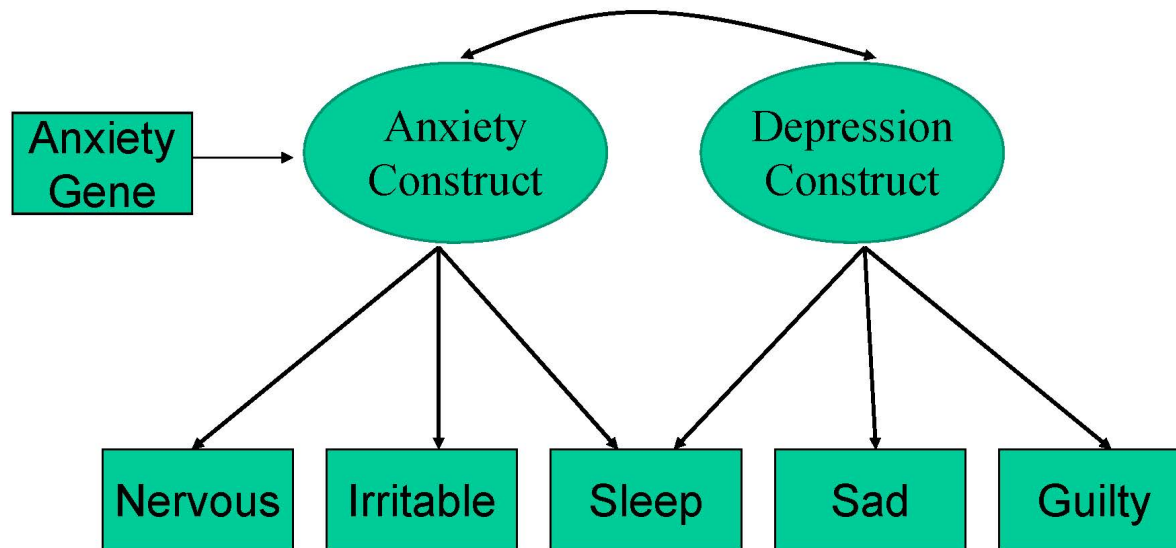 Anxiety
Gene
Anxiety
Construct
Depression
Construct
Nervous
Irritable
Sleep
Sad
Guilty